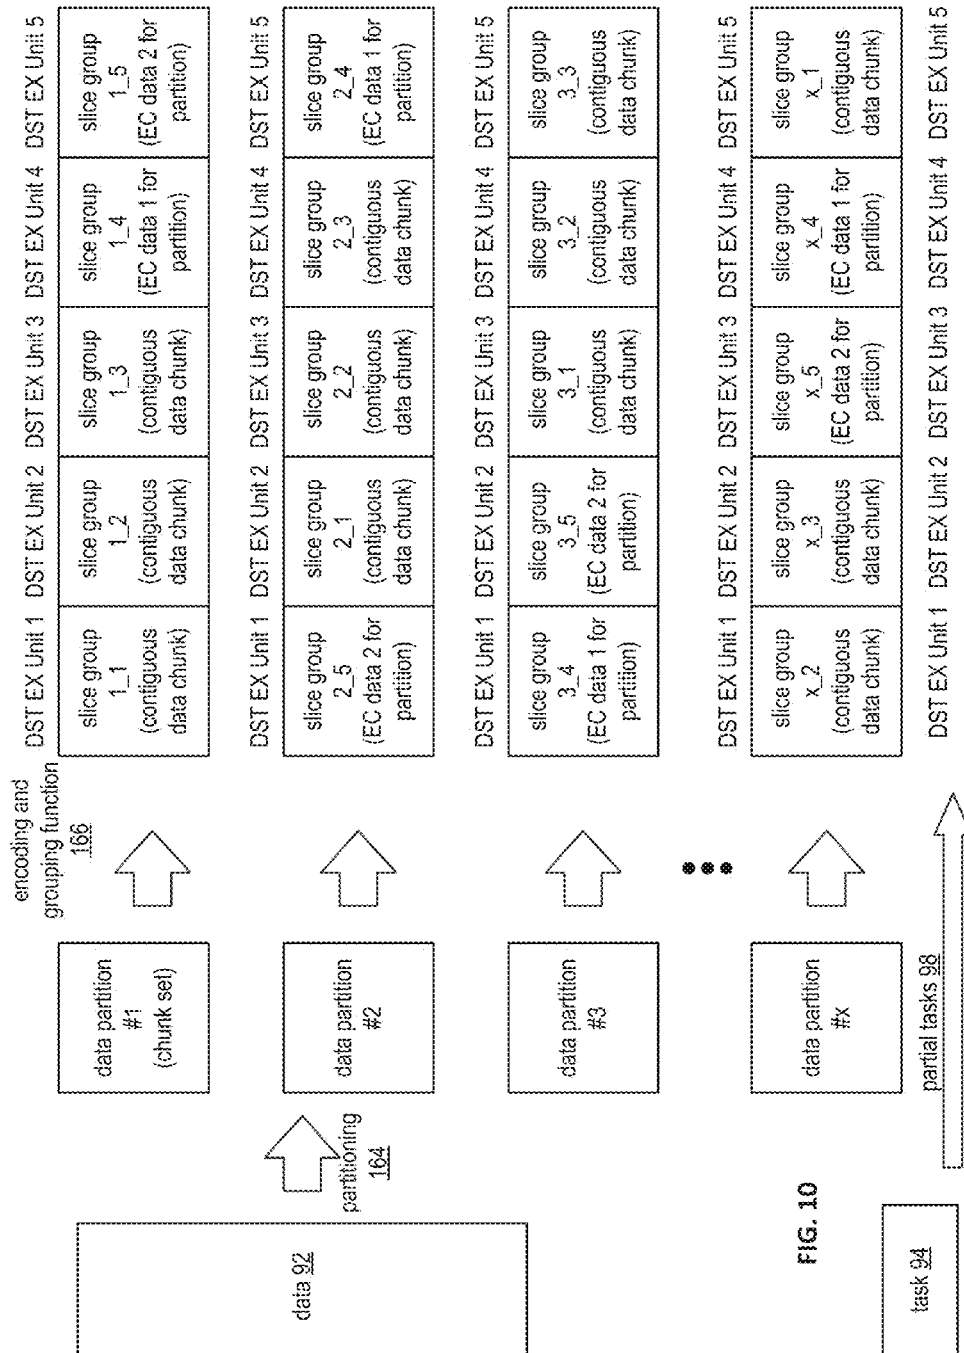 data 92
partitioning
164
data partition
#1
(chunk set)
data partition
#2
data partition
#3
data partition
#x
encoding and
grouping function
166
DST EX Unit 1 DST EX Unit 2 DST EX Unit 3 DST EX Unit 4 DST EX Unit 5
slice group
1_1
(contiguous
data chunk)
slice group
1_2
(contiguous
data chunk)
slice group
1_3
(contiguous
data chunk)
slice group
1_4
(EC data 1 for
partition)
slice group
1_5
(EC data 2 for
partition)
DST EX Unit 1 DST EX Unit 2 DST EX Unit 3 DST EX Unit 4 DST EX Unit 5
slice group
2_5
(EC data 2 for
partition)
slice group
2_1
(contiguous
data chunk)
slice group
2_2
(contiguous
data chunk)
slice group
2_3
(contiguous
data chunk)
slice group
2_4
(EC data 1 for
partition)
DST EX Unit 1 DST EX Unit 2 DST EX Unit 3 DST EX Unit 4 DST EX Unit 5
slice group
3_4
(EC data 1 for
partition)
slice group
3_5
(EC data 2 for
partition)
slice group
3_1
(contiguous
data chunk)
slice group
3_2
(contiguous
data chunk)
slice group
3_3
(contiguous
data chunk)
DST EX Unit 1 DST EX Unit 2 DST EX Unit 3 DST EX Unit 4 DST EX Unit 5
slice group
x_2
(contiguous
data chunk)
slice group
x_3
(contiguous
data chunk)
slice group
x_5
(EC data 2 for
partition)
slice group
x_4
(EC data 1 for
partition)
slice group
x_1
(contiguous
data chunk)
FIG. 10
task 94
partial tasks 98
DST EX Unit 1 DST EX Unit 2 DST EX Unit 3 DST EX Unit 4 DST EX Unit 5